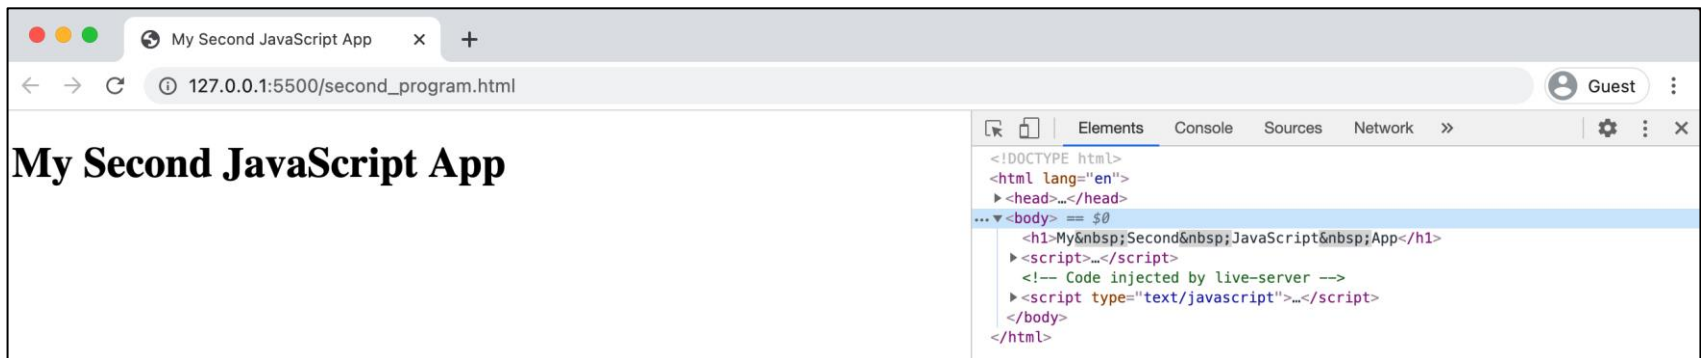 My Second JavaScript App
127.0.0.1:5500/second_program.html
Guest
My Second JavaScript App
Elements Console Sources Network »
<!DOCTYPE html>
<html lang="en">
<head>…</head>
<body> == $0
<h1>My&nbsp;Second&nbsp;JavaScript&nbsp;App</h1>
<script>…</script>
<!-- Code injected by live-server -->
<script type="text/javascript">…</script>
</body>
</html>